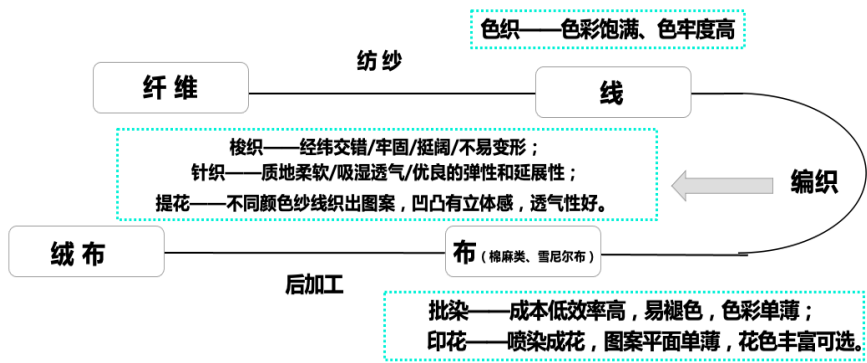 色织——色彩饱满、色牢度高
纺 纱
纤 维
线
梭织——经纬交错/牢固/挺阔/不易变形；
针织——质地柔软/吸湿透气/优良的弹性和延展性；
提花——不同颜色纱线织出图案，凹凸有立体感，透气性好。
编织
绒 布
布（棉麻类、雪尼尔布）
后加工
批染——成本低效率高，易褪色，色彩单薄；
印花——喷染成花，图案平面单薄，花色丰富可选。